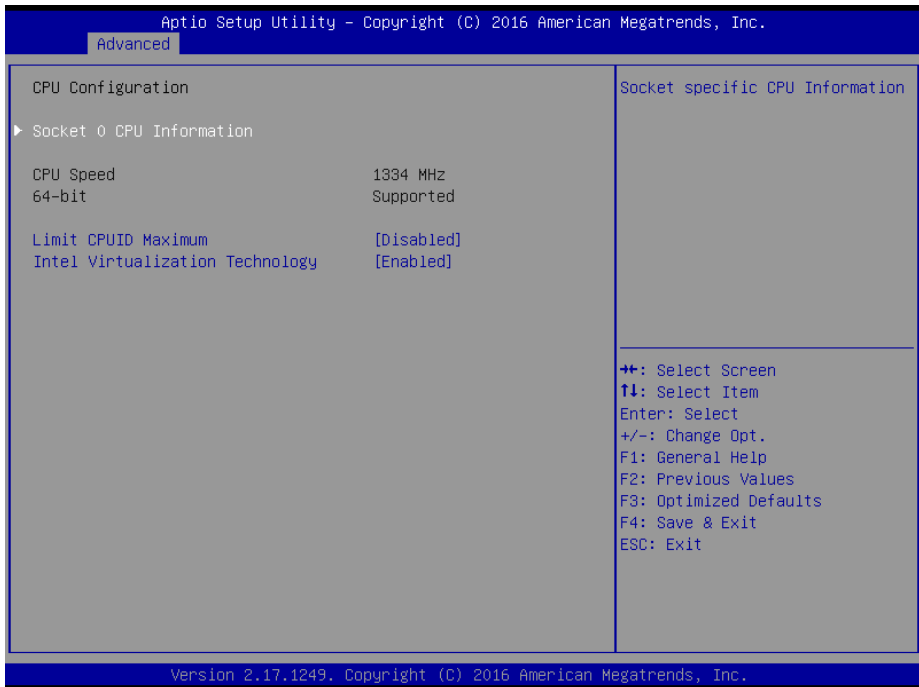 Aptio Setup Utility – Copyright (C) 2016 American Megatrends, Inc.
Advanced
CPU Configuration
Socket 0 CPU Information
CPU Speed 1334 MHz
64-bit Supported
Limit CPUID Maximum [Disabled]
Intel Virtualization Technology [Enabled]
Socket specific CPU Information
→←: Select Screen
↑↓: Select Item
Enter: Select
+/-: Change Opt.
F1: General Help
F2: Previous Values
F3: Optimized Defaults
F4: Save & Exit
ESC: Exit
Version 2.17.1249. Copyright (C) 2016 American Megatrends, Inc.